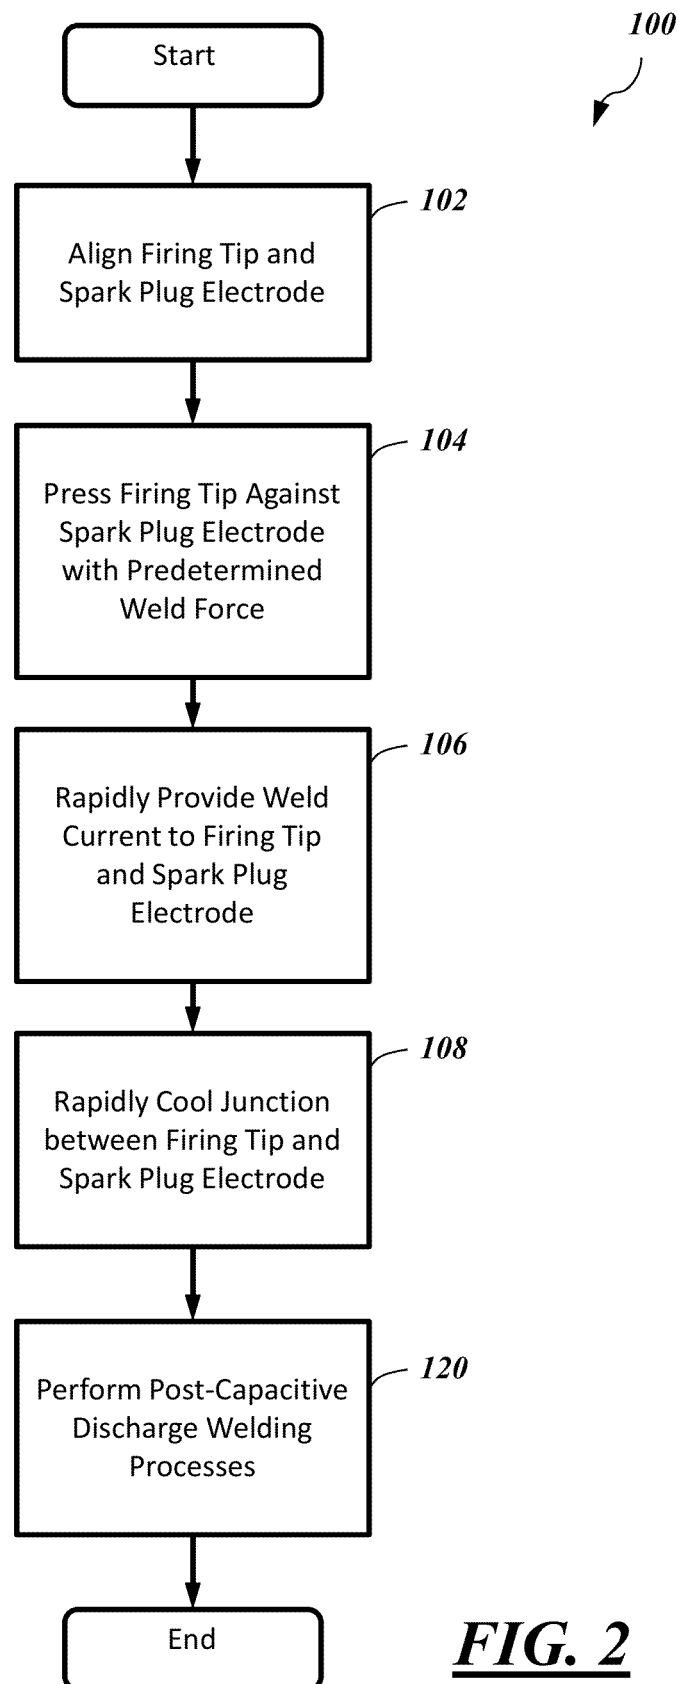 100
Start
102
Align Firing Tip and
Spark Plug Electrode
104
Press Firing Tip Against
Spark Plug Electrode
with Predetermined
Weld Force
106
Rapidly Provide Weld
Current to Firing Tip
and Spark Plug
Electrode
108
Rapidly Cool Junction
between Firing Tip and
Spark Plug Electrode
120
Perform Post-Capacitive
Discharge Welding
Processes
End
FIG. 2